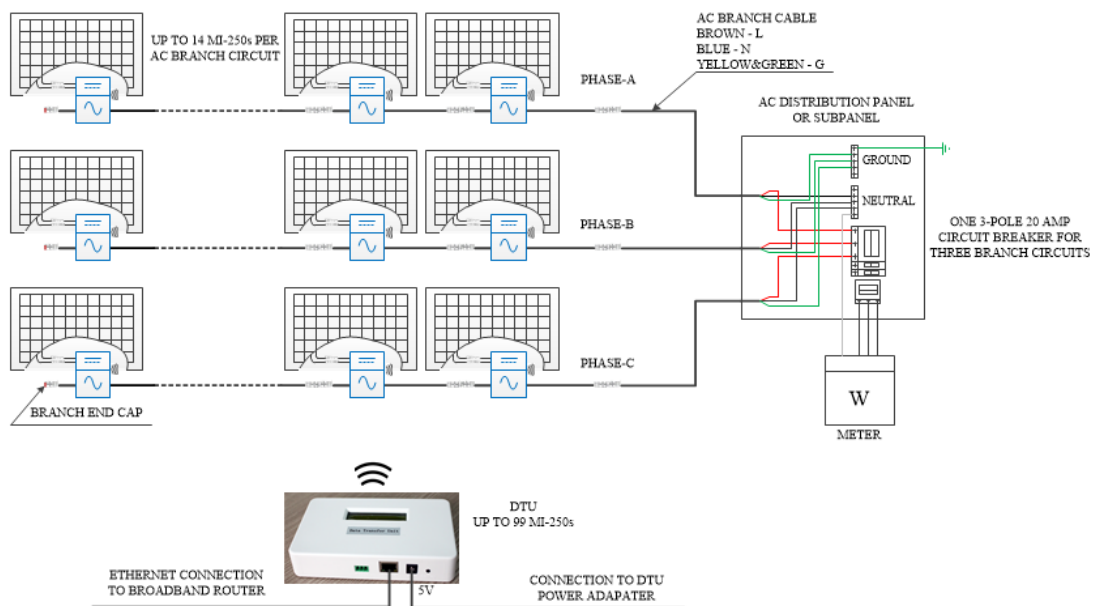 UP TO 14 MI-250s PER
AC BRANCH CIRCUIT
AC BRANCH CABLE
BROWN - L
BLUE - N
YELLOW&GREEN - G
PHASE-A
AC DISTRIBUTION PANEL
OR SUBPANEL
GROUND
NEUTRAL
PHASE-B
ONE 3-POLE 20 AMP
CIRCUIT BREAKER FOR
THREE BRANCH CIRCUITS
PHASE-C
BRANCH END CAP
W
METER
DTU
UP TO 99 MI-250s
Data Transfer Unit
ETHERNET CONNECTION
TO BROADBAND ROUTER
5V
CONNECTION TO DTU
POWER ADAPATER